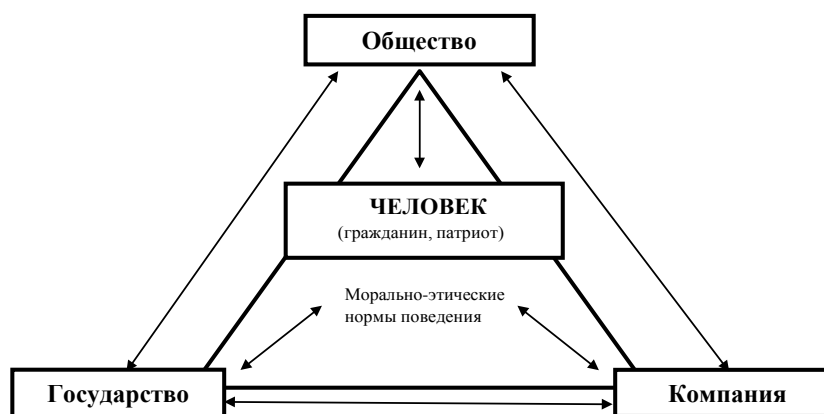 Общество
ЧЕЛОВЕК
(гражданин, патриот)
Морально-этические
нормы поведения
Государство
Компания